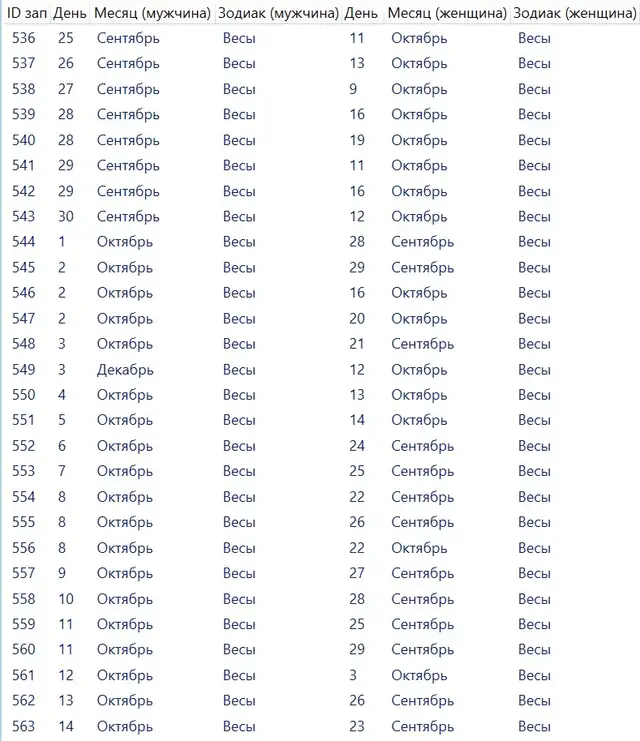 ID зап День Месяц (мужчина) Зодиак (мужчина) День Месяц (женщина) Зодиак (женщина)
536 25 Сентябрь Весы 11 Октябрь Весы
537 26 Сентябрь Весы 13 Октябрь Весы
538 27 Сентябрь Весы 9 Октябрь Весы
539 28 Сентябрь Весы 16 Октябрь Весы
540 28 Сентябрь Весы 19 Октябрь Весы
541 29 Сентябрь Весы 11 Октябрь Весы
542 29 Сентябрь Весы 16 Октябрь Весы
543 30 Сентябрь Весы 12 Октябрь Весы
544 1 Октябрь Весы 28 Сентябрь Весы
545 2 Октябрь Весы 29 Сентябрь Весы
546 2 Октябрь Весы 16 Октябрь Весы
547 2 Октябрь Весы 20 Октябрь Весы
548 3 Октябрь Весы 21 Сентябрь Весы
549 3 Декабрь Весы 12 Октябрь Весы
550 4 Октябрь Весы 13 Октябрь Весы
551 5 Октябрь Весы 14 Октябрь Весы
552 6 Октябрь Весы 24 Сентябрь Весы
553 7 Октябрь Весы 25 Сентябрь Весы
554 8 Октябрь Весы 22 Сентябрь Весы
555 8 Октябрь Весы 26 Сентябрь Весы
556 8 Октябрь Весы 22 Октябрь Весы
557 9 Октябрь Весы 27 Сентябрь Весы
558 10 Октябрь Весы 28 Сентябрь Весы
559 11 Октябрь Весы 25 Сентябрь Весы
560 11 Октябрь Весы 29 Сентябрь Весы
561 12 Октябрь Весы 3 Октябрь Весы
562 13 Октябрь Весы 26 Сентябрь Весы
563 14 Октябрь Весы 23 Сентябрь Весы